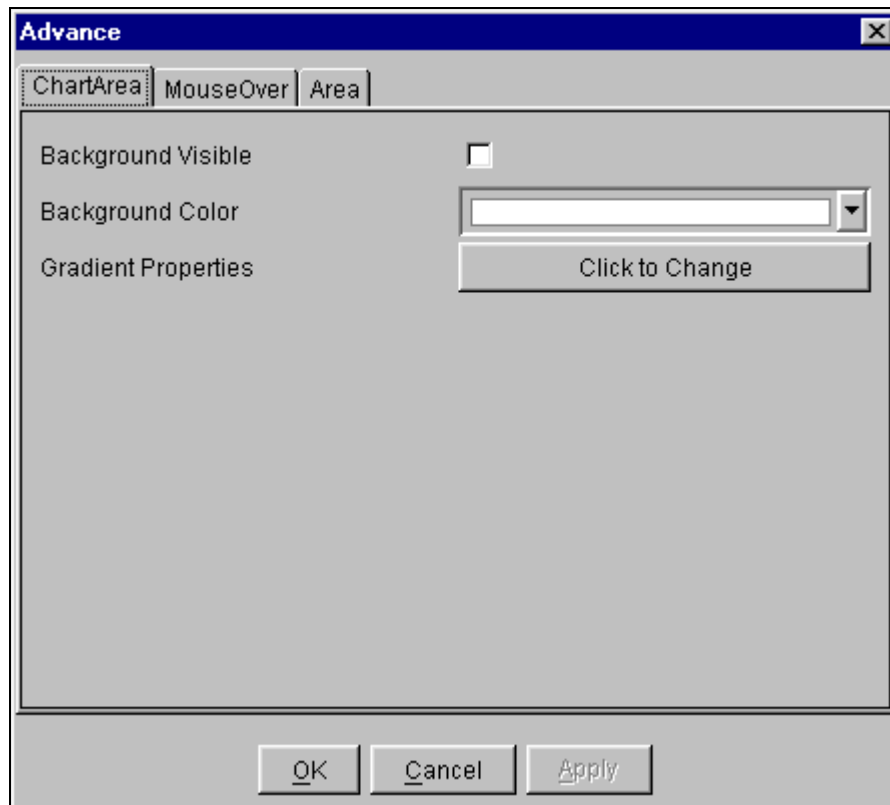 Advance
ChartArea MouseOver Area
Background Visible
Background Color
Gradient Properties Click to Change
OK Cancel Apply